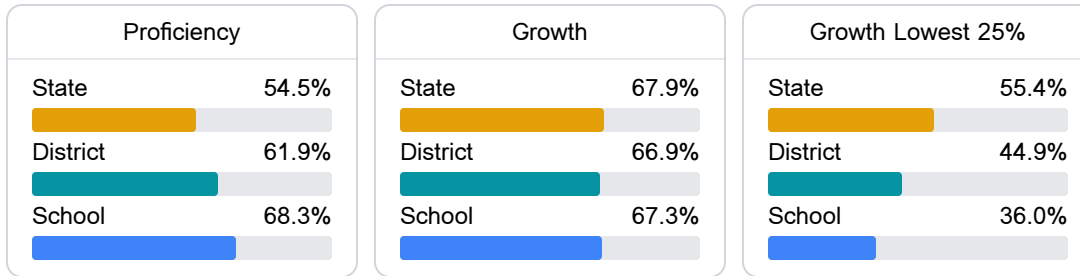 Proficiency
State 54.5%
District 61.9%
School 68.3%
Growth
State 67.9%
District 66.9%
School 67.3%
Growth Lowest 25%
State 55.4%
District 44.9%
School 36.0%